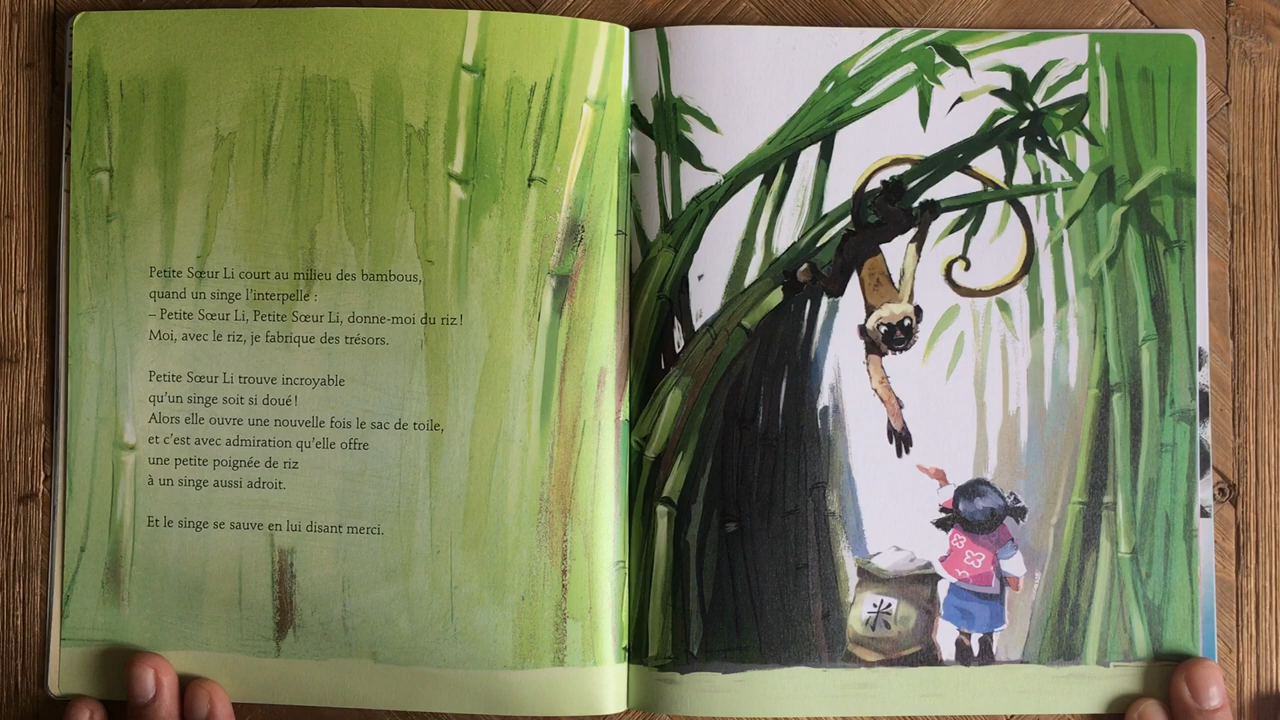 Petite Sœur Li court au milieu des bambous,
quand un singe l'interpelle :
– Petite Sœur Li, Petite Sœur Li, donne-moi du riz !
Moi, avec le riz, je fabrique des trésors.
Petite Sœur Li trouve incroyable
qu'un singe soit si doué !
Alors elle ouvre une nouvelle fois le sac de toile,
et c'est avec admiration qu'elle offre
une petite poignée de riz
à un singe aussi adroit.
Et le singe se sauve en lui disant merci.
米